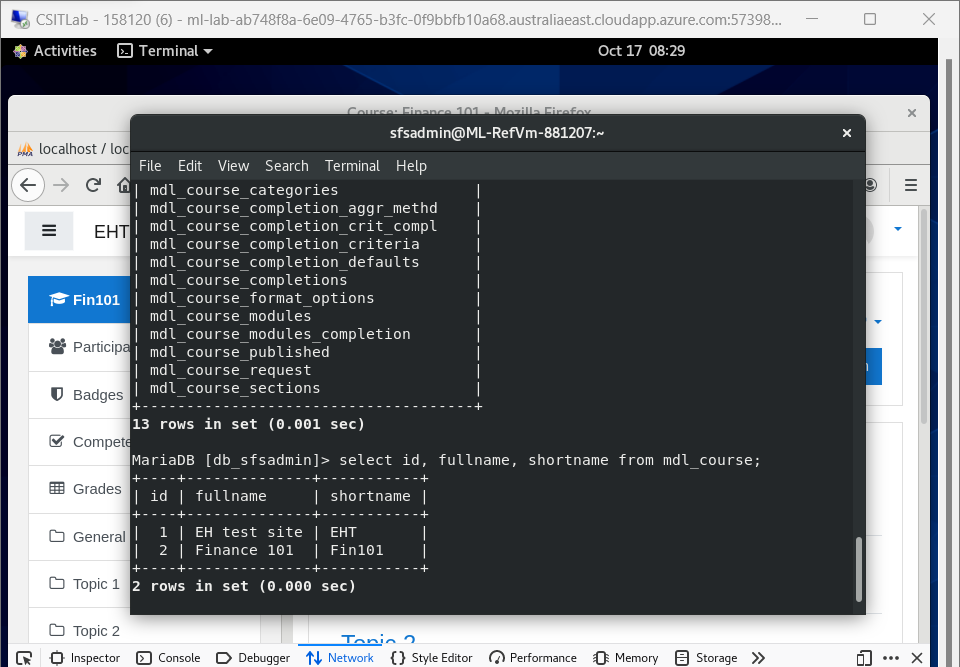 CSITLab - 158120 (6) - ml-lab-ab748f8a-6e09-4765-b3fc-0f9bbfb10a68.australiaeast.cloudapp.azure.com:57398...
Activities Terminal Oct 17 08:29
Course: Finance 101 - Mozilla Firefox
sfsadmin@ML-RefVm-881207:~
localhost / loc
File Edit View Search Terminal Help
| mdl_course_categories |
| mdl_course_completion_aggr_methd |
| mdl_course_completion_crit_compl |
| mdl_course_completion_criteria |
| mdl_course_completion_defaults |
| mdl_course_completions |
| mdl_course_format_options |
| mdl_course_modules |
| mdl_course_modules_completion |
| mdl_course_published |
| mdl_course_request |
| mdl_course_sections |
+--------------------------------------+
13 rows in set (0.001 sec)
MariaDB [db_sfsadmin]> select id, fullname, shortname from mdl_course;
+----+--------------+-----------+
| id | fullname | shortname |
+----+--------------+-----------+
| 1 | EH test site | EHT |
| 2 | Finance 101 | Fin101 |
+----+--------------+-----------+
2 rows in set (0.000 sec)
EHT
Fin101
Participa
Badges
Compete
Grades
General
Topic 1
Topic 2
Topic 2
Inspector Console Debugger Network Style Editor Performance Memory Storage